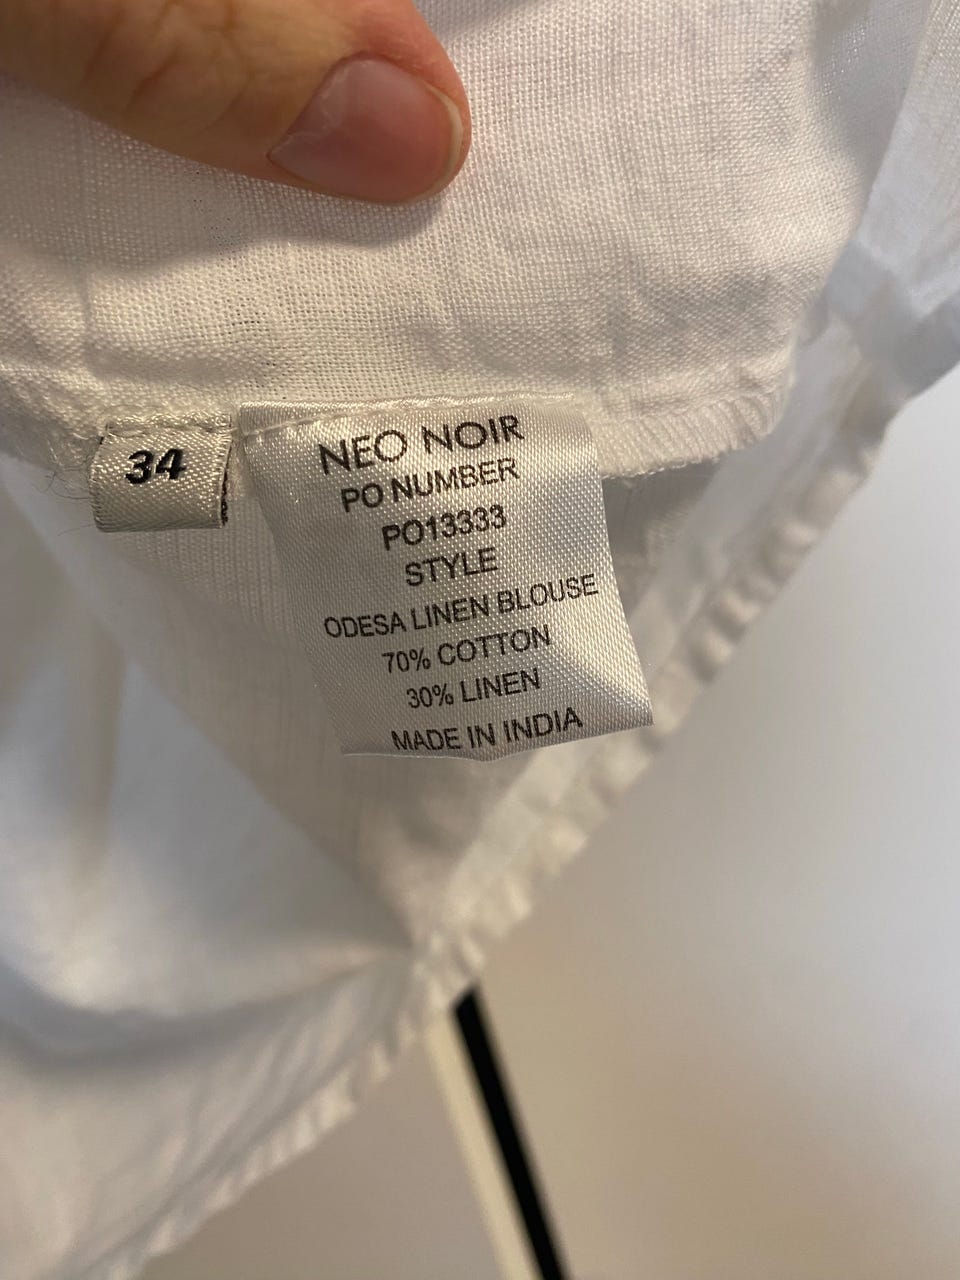 34
NEO NOIR
PO NUMBER
PO13333
STYLE
ODESA LINEN BLOUSE
70% COTTON
30% LINEN
MADE IN INDIA